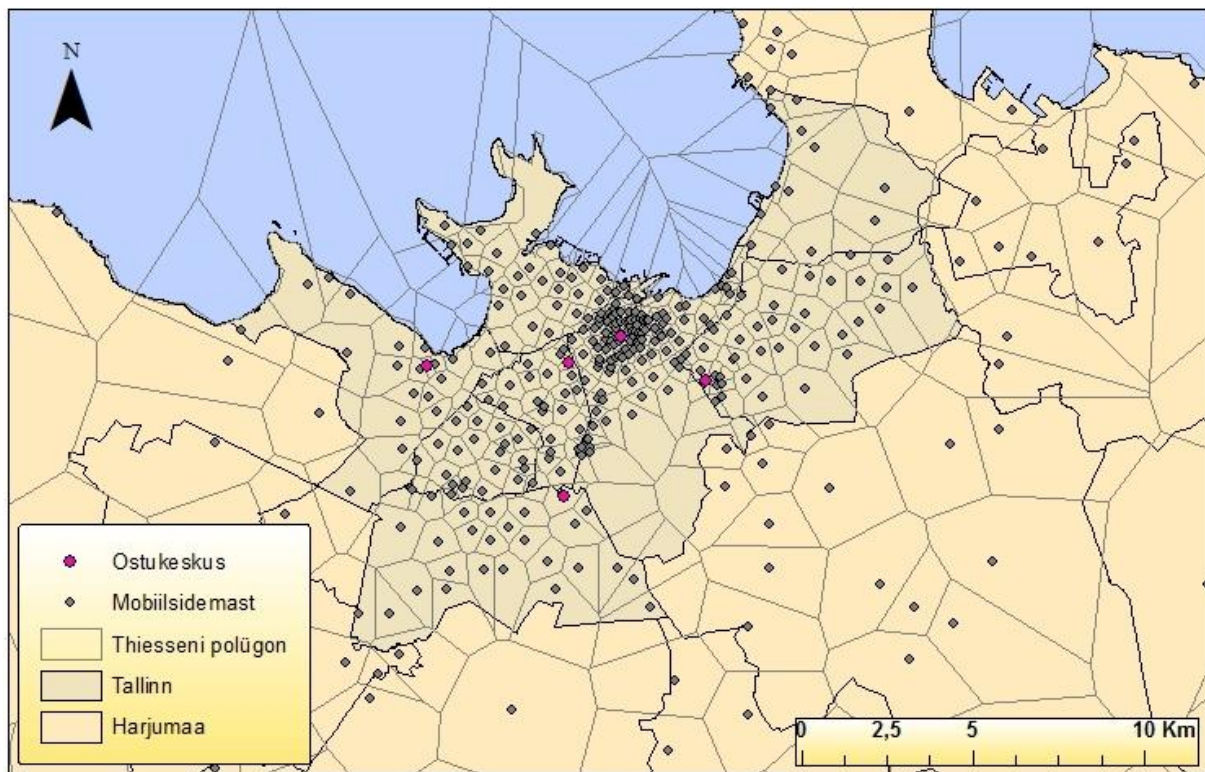 N
Ostukeskus
Mobiilsidemast
Thiesseni polügon
Tallinn
Harjumaa
0 2,5 5 10 Km